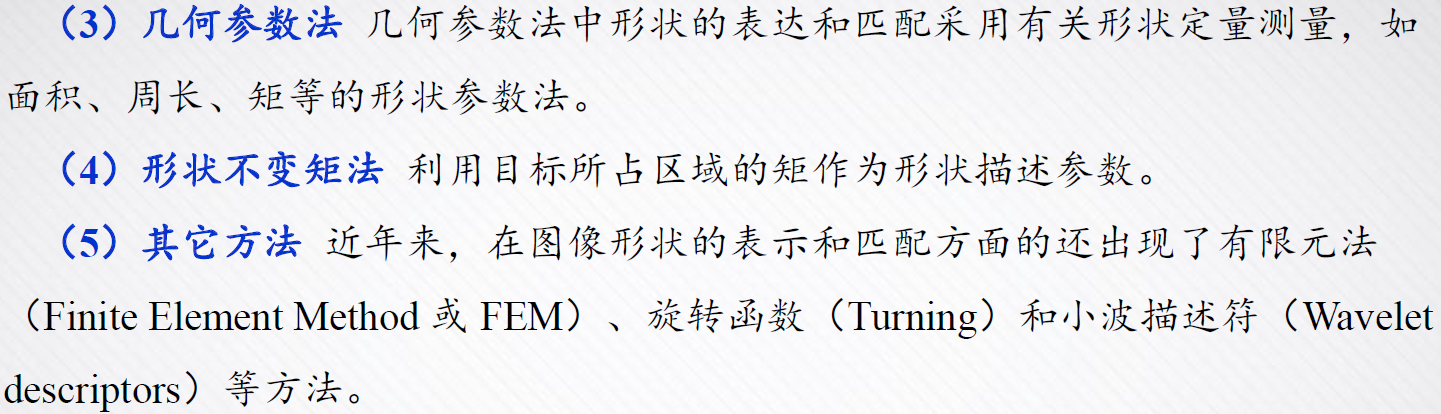 （3）几何参数法 几何参数法中形状的表达和匹配采用有关形状定量测量，如
面积、周长、矩等的形状参数法。
（4）形状不变矩法 利用目标所占区域的矩作为形状描述参数。
（5）其它方法 近年来，在图像形状的表示和匹配方面的还出现了有限元法
（Finite Element Method 或 FEM）、旋转函数（Turning）和小波描述符（Wavelet
descriptors）等方法。